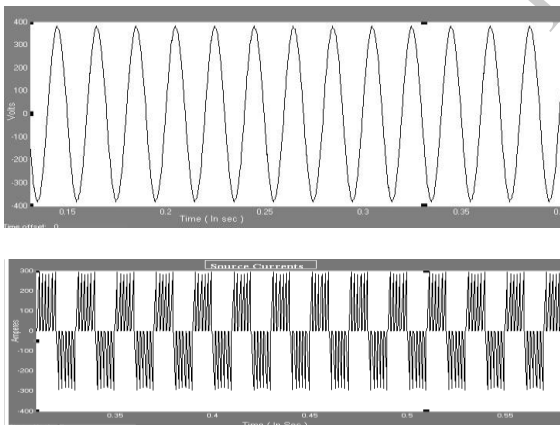 400
300
200
100
0
-100
-200
-300
-400
Volts
0.15 0.2 0.25 0.3 0.35
Time ( In sec )
Time offset: 0
Source Currents
300
200
100
0
-100
-200
-300
-400
Amperes
0.35 0.4 0.45 0.5 0.55
Time ( In Sec )